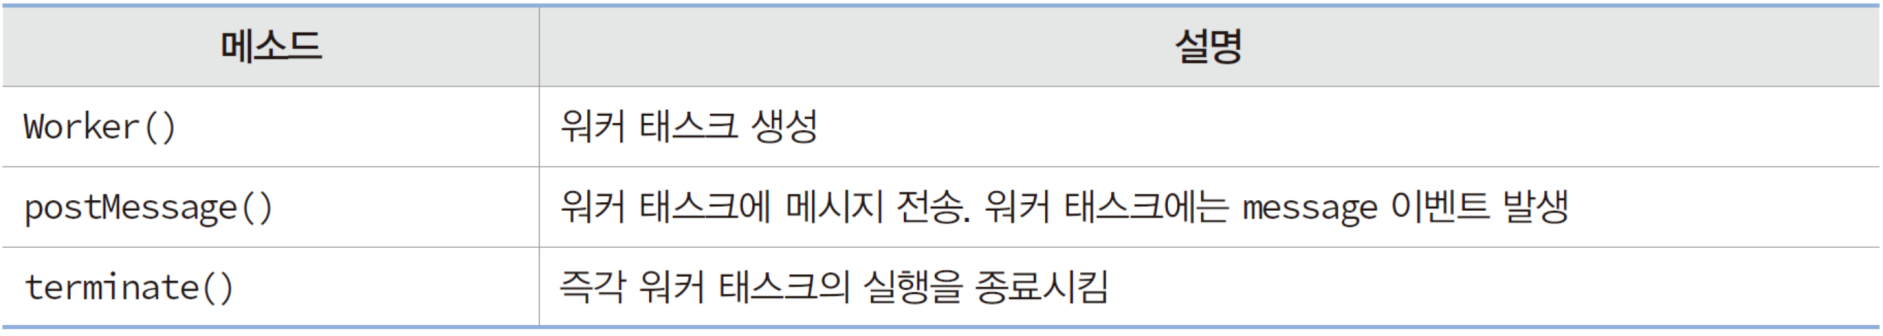 메소드 설명
Worker() 워커 태스크 생성
postMessage() 워커 태스크에 메시지 전송. 워커 태스크에는 message 이벤트 발생
terminate() 즉각 워커 태스크의 실행을 종료시킴